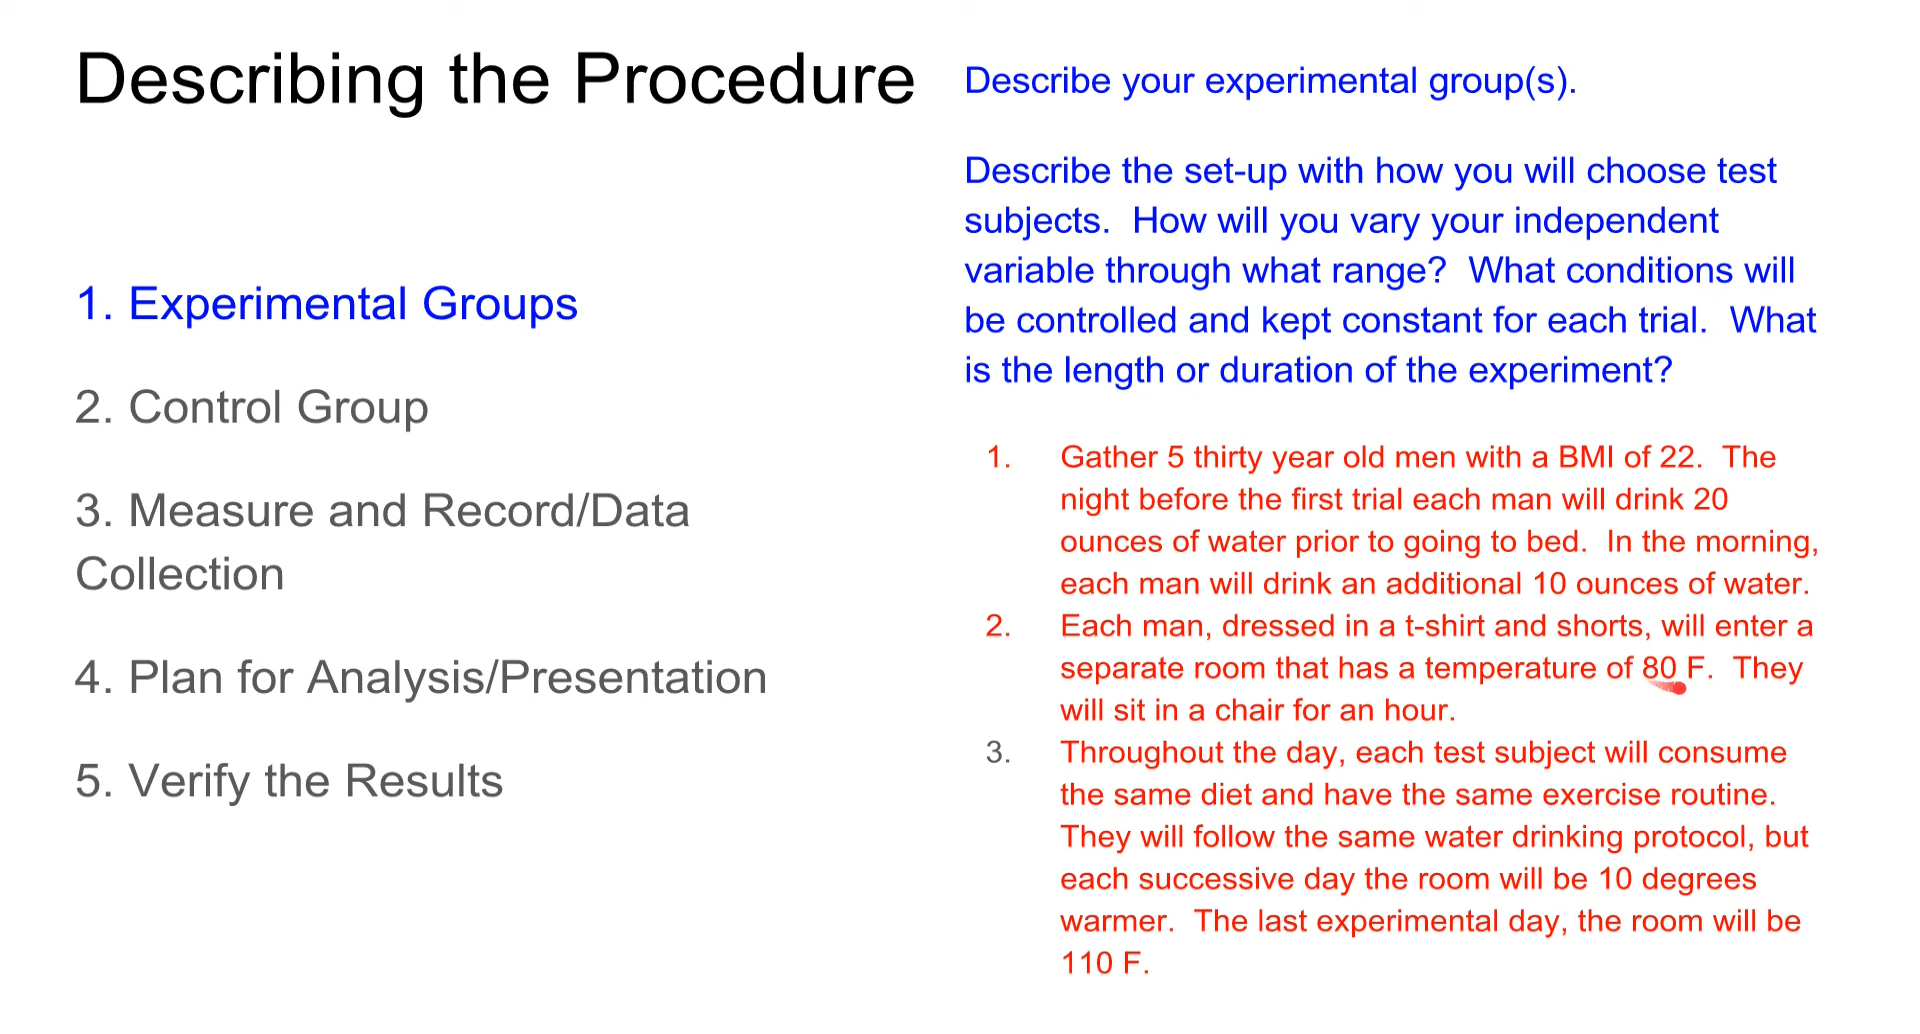 Describing the Procedure
1. Experimental Groups
2. Control Group
3. Measure and Record/Data
Collection
4. Plan for Analysis/Presentation
5. Verify the Results
Describe your experimental group(s).
Describe the set-up with how you will choose test
subjects.  How will you vary your independent
variable through what range?  What conditions will
be controlled and kept constant for each trial.  What
is the length or duration of the experiment?
1. Gather 5 thirty year old men with a BMI of 22.  The
night before the first trial each man will drink 20
ounces of water prior to going to bed.  In the morning,
each man will drink an additional 10 ounces of water.
2. Each man, dressed in a t-shirt and shorts, will enter a
separate room that has a temperature of 80 F.  They
will sit in a chair for an hour.
3. Throughout the day, each test subject will consume
the same diet and have the same exercise routine.
They will follow the same water drinking protocol, but
each successive day the room will be 10 degrees
warmer.  The last experimental day, the room will be
110 F.